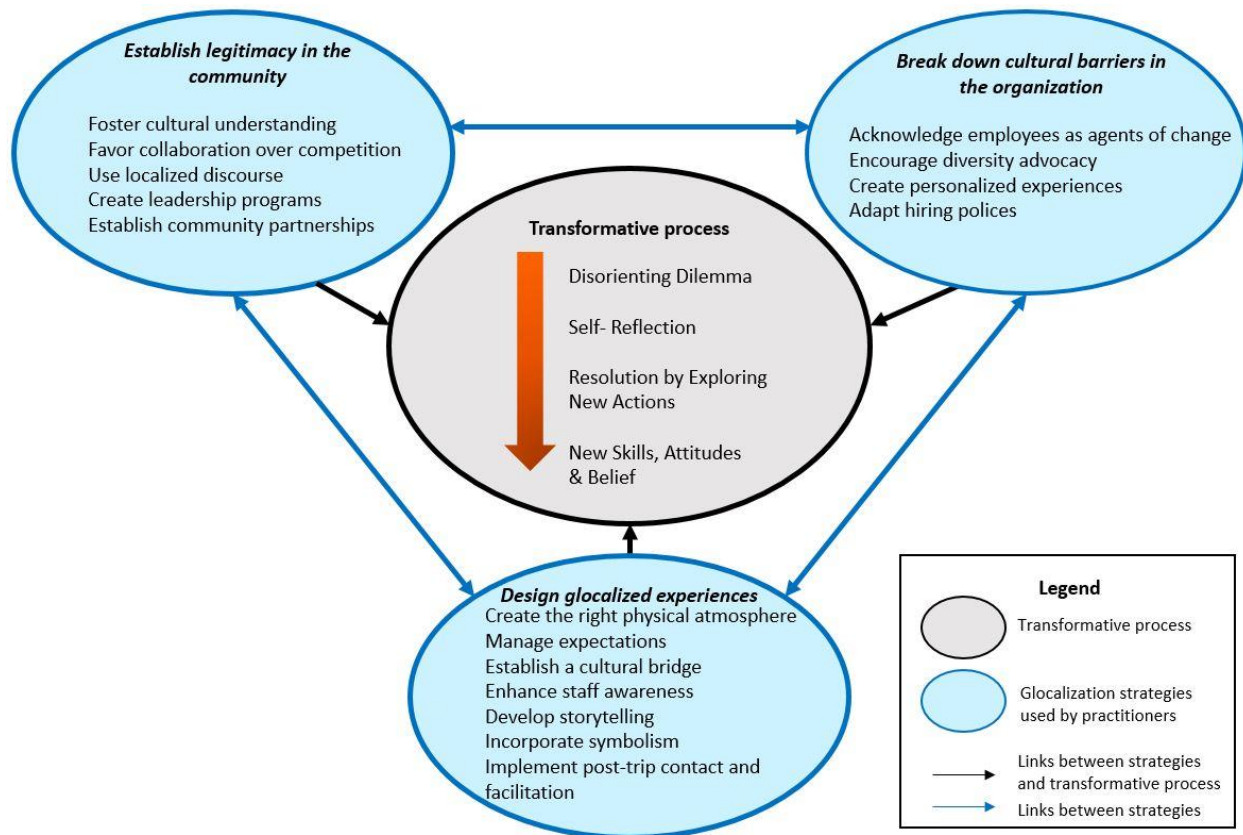 Establish legitimacy in the
community
Foster cultural understanding
Favor collaboration over competition
Use localized discourse
Create leadership programs
Establish community partnerships
Break down cultural barriers in
the organization
Acknowledge employees as agents of change
Encourage diversity advocacy
Create personalized experiences
Adapt hiring polices
Transformative process
Disorienting Dilemma
Self- Reflection
Resolution by Exploring
New Actions
New Skills, Attitudes
& Belief
Design glocalized experiences
Create the right physical atmosphere
Manage expectations
Establish a cultural bridge
Enhance staff awareness
Develop storytelling
Incorporate symbolism
Implement post-trip contact and
facilitation
Legend
Transformative process
Glocalization strategies
used by practitioners
Links between strategies
and transformative process
Links between strategies